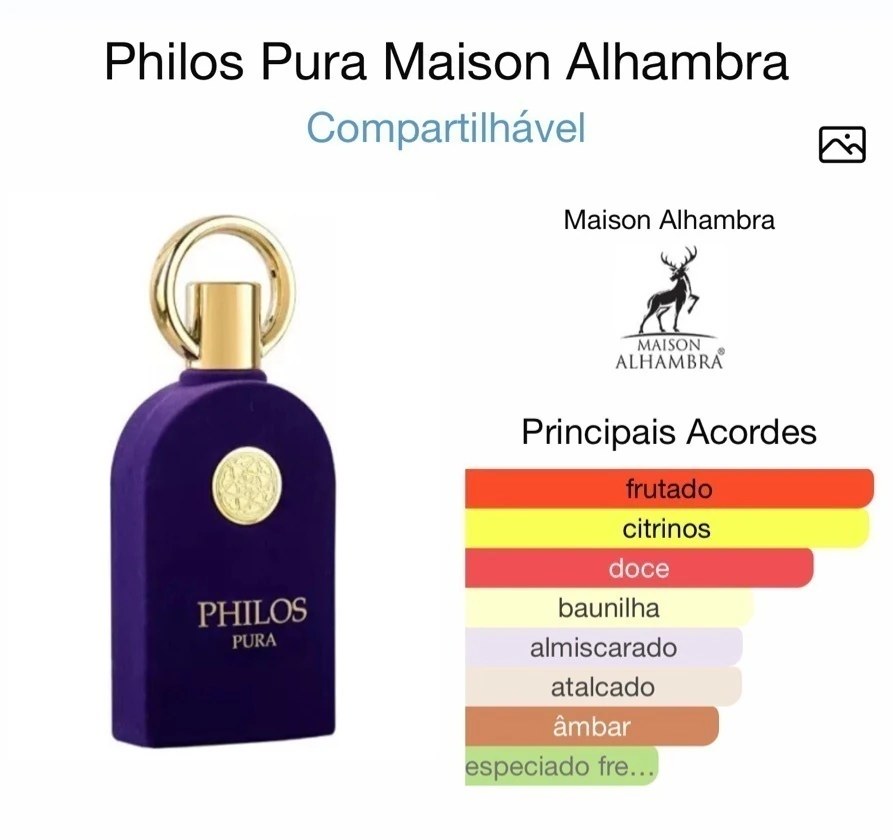 Philos Pura Maison Alhambra
Compartilhável
Maison Alhambra
MAISON
ALHAMBRA®
Principais Acordes
frutado
citrinos
doce
baunilha
almiscarado
atalcado
âmbar
especiado fre...
PHILOS
PURA